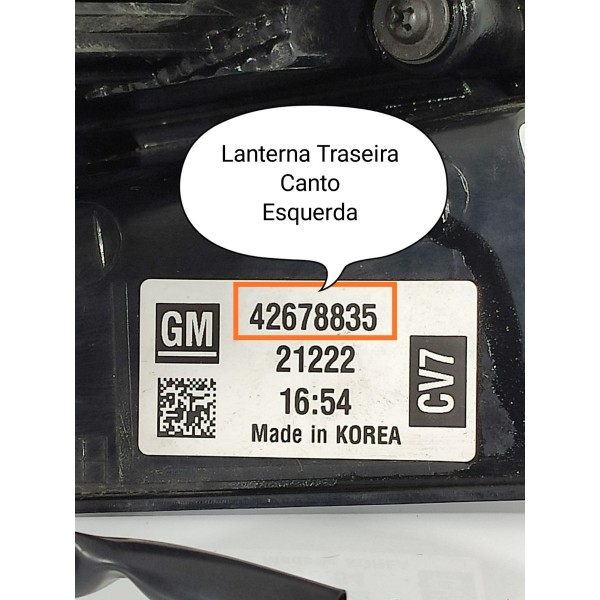 Lanterna Traseira
Canto
Esquerda
GM
42678835
21222
16:54
Made in KOREA
CV7